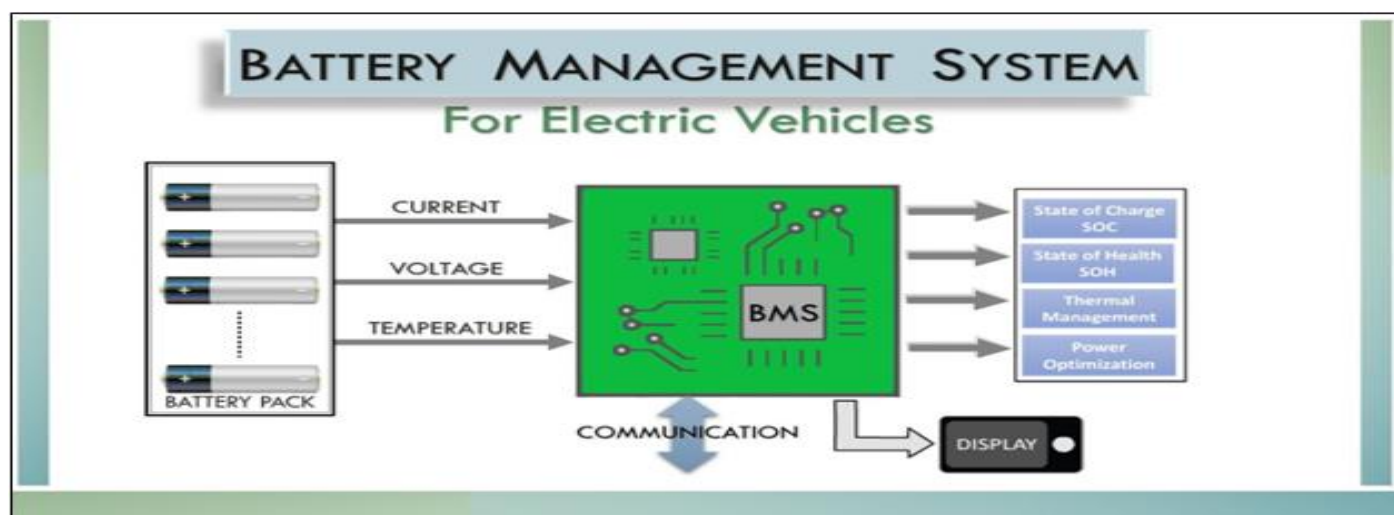 BATTERY MANAGEMENT SYSTEM
For Electric Vehicles
CURRENT
VOLTAGE
TEMPERATURE
BATTERY PACK
BMS
COMMUNICATION
State of Charge
SOC
State of Health
SOH
Thermal
Management
Power
Optimization
DISPLAY